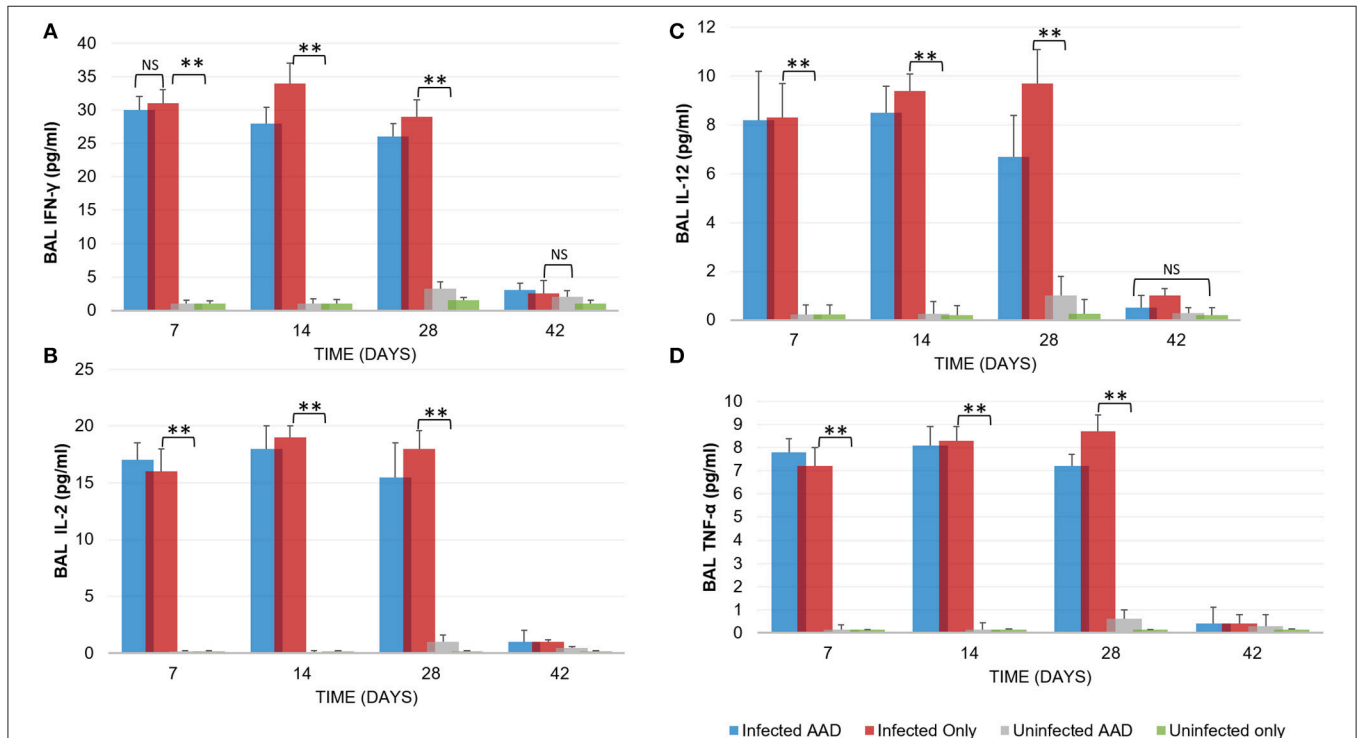 A
BAL IFN-γ (pg/ml)
40
35
30
25
20
15
10
5
0
NS
**
**
**
NS
7 14 28 42
TIME (DAYS)
B
BAL IL-2 (pg/ml)
25
20
15
10
5
0
**
**
**
7 14 28 42
TIME (DAYS)
C
BAL IL-12 (pg/ml)
12
10
8
6
4
2
0
**
**
**
NS
7 14 28 42
TIME (DAYS)
D
BAL TNF-α (pg/ml)
10
9
8
7
6
5
4
3
2
1
0
**
**
**
7 14 28 42
TIME (DAYS)
Infected AAD Infected Only Uninfected AAD Uninfected only